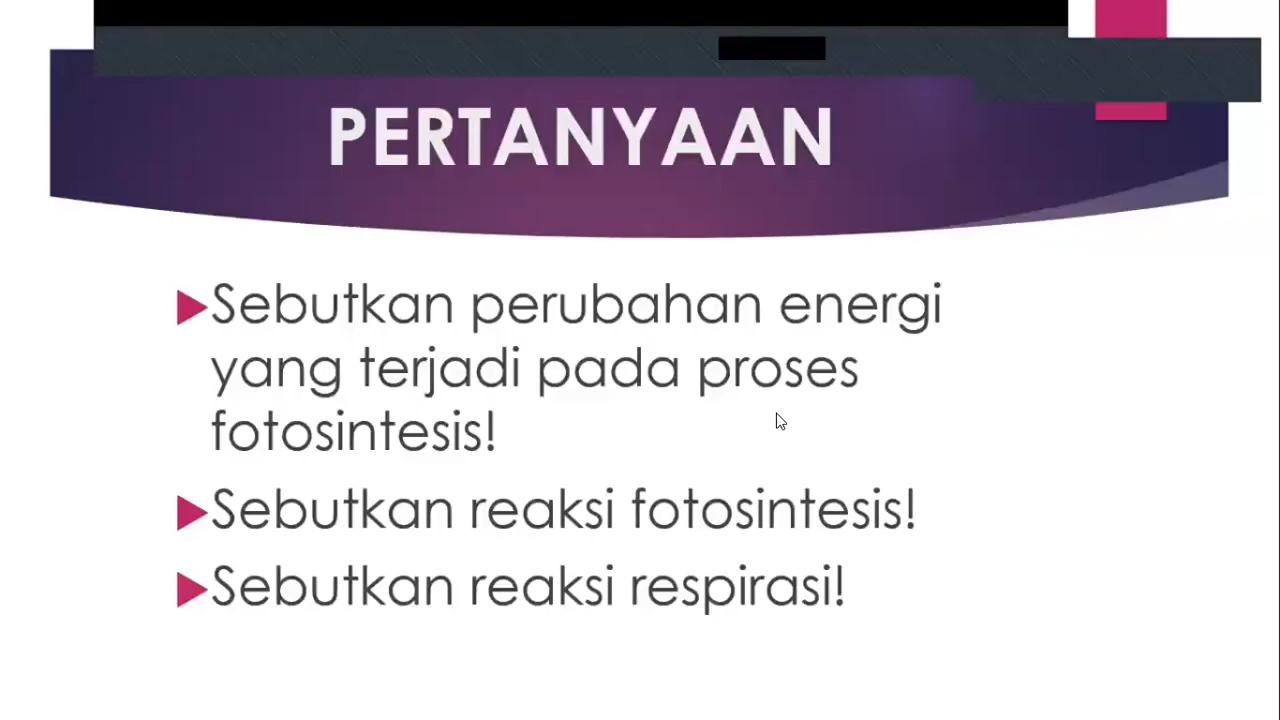 PERTANYAAN
Sebutkan perubahan energi
yang terjadi pada proses
fotosintesis!
Sebutkan reaksi fotosintesis!
Sebutkan reaksi respirasi!